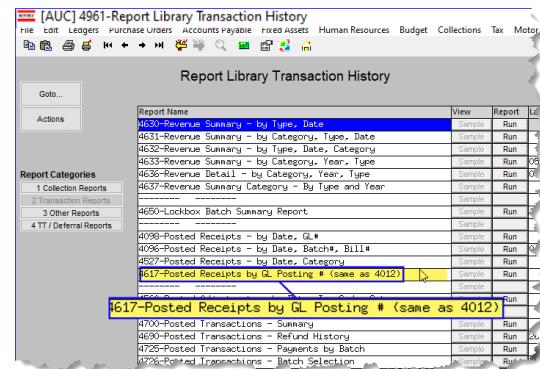 [AUC] 4961-Report Library Transaction History
File Edit Ledgers Purchase Orders Accounts Payable Fixed Assets Human Resources Budget Collections Tax Motor
Report Library Transaction History
Goto...
Actions
Report Categories
1 Collection Reports
2 Transaction Reports
3 Other Reports
4 TT / Deferral Reports
Report Name View Report
4630-Revenue Summary - by Type, Date Sample Run
4631-Revenue Summary - by Category, Type, Date Sample Run
4632-Revenue Summary - by Type, Date, Category Sample Run
4633-Revenue Summary - by Category, Year, Type Sample Run
4636-Revenue Detail - by Category, Year, Type Sample Run
4637-Revenue Summary Category - By Type and Year Sample Run
-------- -------- Sample
4650-Lockbox Batch Summary Report Sample Run
-------- -------- Sample
4098-Posted Receipts - by Date, GL# Sample Run
4096-Posted Receipts - by Date, Batch#, Bill# Sample Run
4527-Posted Receipts - by Date, Category Sample Run
4617-Posted Receipts by GL Posting # (same as 4012) Run
-------- -------- Sample
Run
4617-Posted Receipts by GL Posting # (same as 4012)
4700-Posted Transactions - Summary Sample Run
4690-Posted Transactions - Refund History Sample Run
4725-Posted Transactions - Payments by Batch Sample Run
4726-Posted Transactions - Batch Selection Sample Run